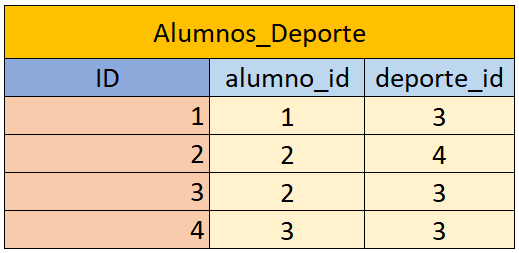 Alumnos_Deporte
ID alumno_id deporte_id
1 1 3
2 2 4
3 2 3
4 3 3